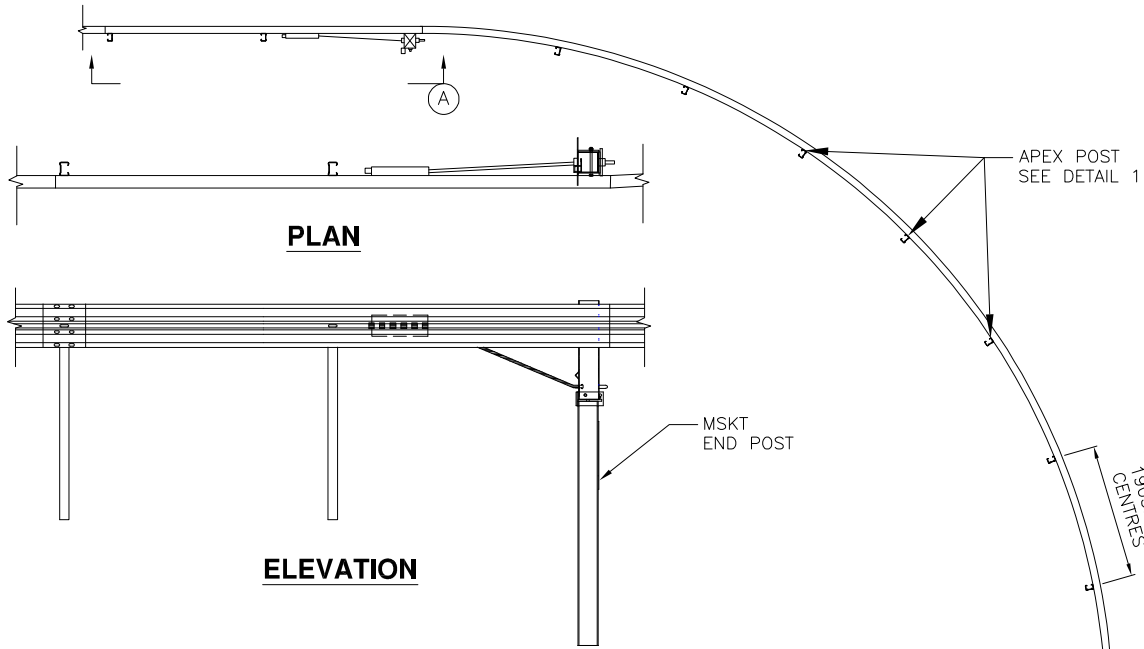 A
APEX POST
SEE DETAIL 1
PLAN
MSKT
END POST
CENTRES
ELEVATION